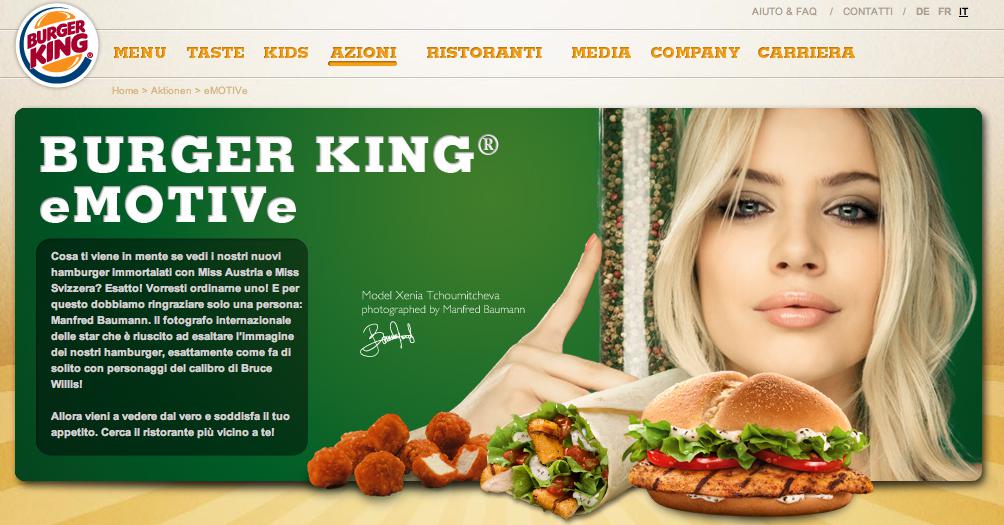 AIUTO & FAQ / CONTATTI / DE FR IT
BURGER KING®
MENU TASTE KIDS AZIONI RISTORANTI MEDIA COMPANY CARRIERA
Home > Aktionen > eMOTIVe
BURGER KING®
eMOTIVe
Cosa ti viene in mente se vedi i nostri nuovi
hamburger immortalati con Miss Austria e Miss
Svizzera? Esatto! Vorresti ordinarne uno! E per
questo dobbiamo ringraziare solo una persona:
Manfred Baumann. Il fotografo internazionale
delle star che è riuscito ad esaltare l'immagine
dei nostri hamburger, esattamente come fa di
solito con personaggi del calibro di Bruce
Willis!
Allora vieni a vedere dal vero e soddisfa il tuo
appetito. Cerca il ristorante più vicino a te!
Model Xenia Tchoumitcheva
photographed by Manfred Baumann